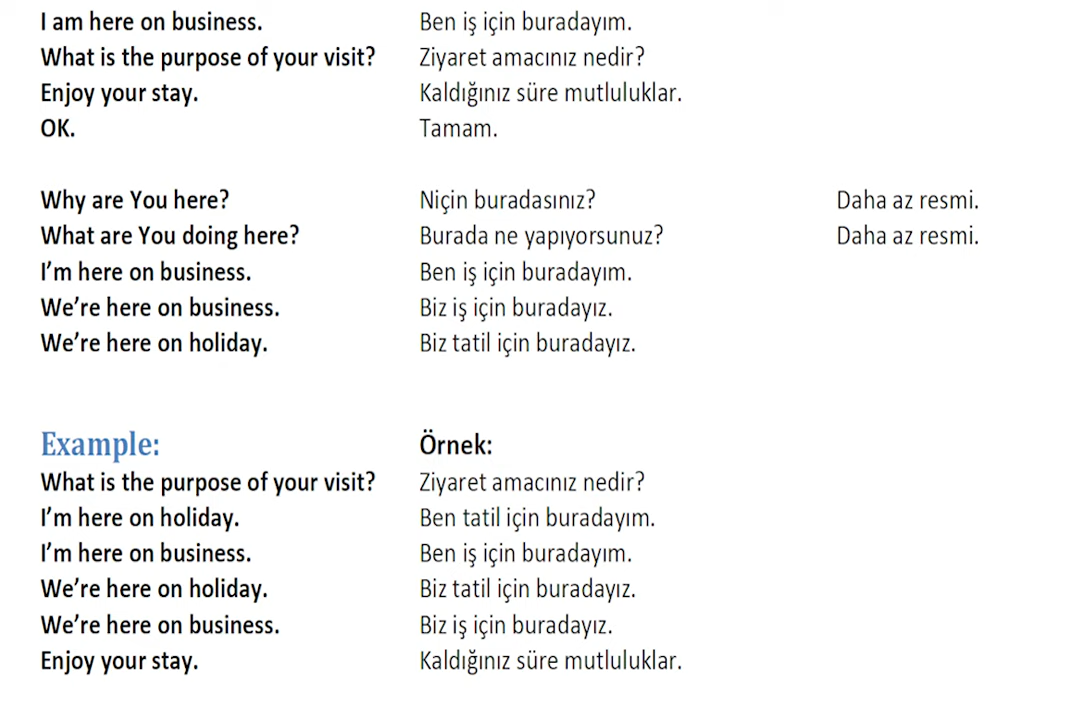 I am here on business. Ben iş için buradayım.
What is the purpose of your visit? Ziyaret amacınız nedir?
Enjoy your stay. Kaldığınız süre mutluluklar.
OK. Tamam.
Why are You here? Niçin buradasınız? Daha az resmi.
What are You doing here? Burada ne yapıyorsunuz? Daha az resmi.
I'm here on business. Ben iş için buradayım.
We're here on business. Biz iş için buradayız.
We're here on holiday. Biz tatil için buradayız.
Example: Örnek:
What is the purpose of your visit? Ziyaret amacınız nedir?
I'm here on holiday. Ben tatil için buradayım.
I'm here on business. Ben iş için buradayım.
We're here on holiday. Biz tatil için buradayız.
We're here on business. Biz iş için buradayız.
Enjoy your stay. Kaldığınız süre mutluluklar.